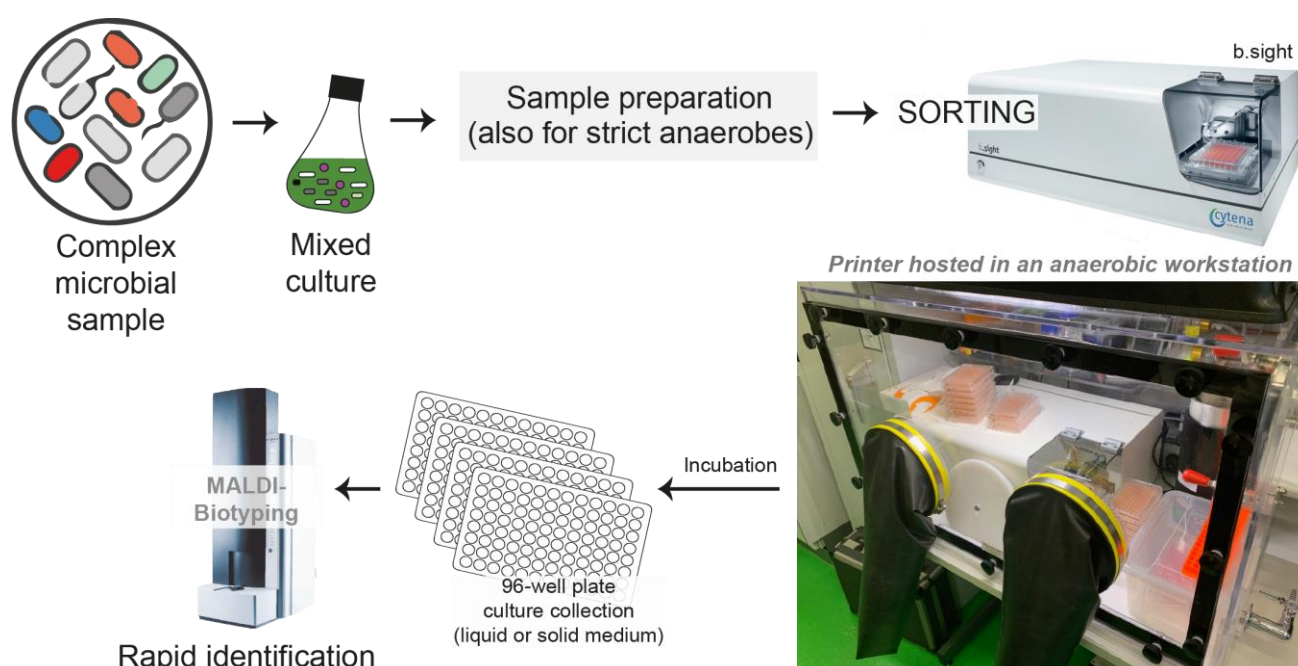 Complex
microbial
sample
Mixed
culture
Sample preparation
(also for strict anaerobes)
SORTING
b.sight
b.sight
cytena
Printer hosted in an anaerobic workstation
Incubation
96-well plate
culture collection
(liquid or solid medium)
MALDI-
Biotyping
Rapid identification